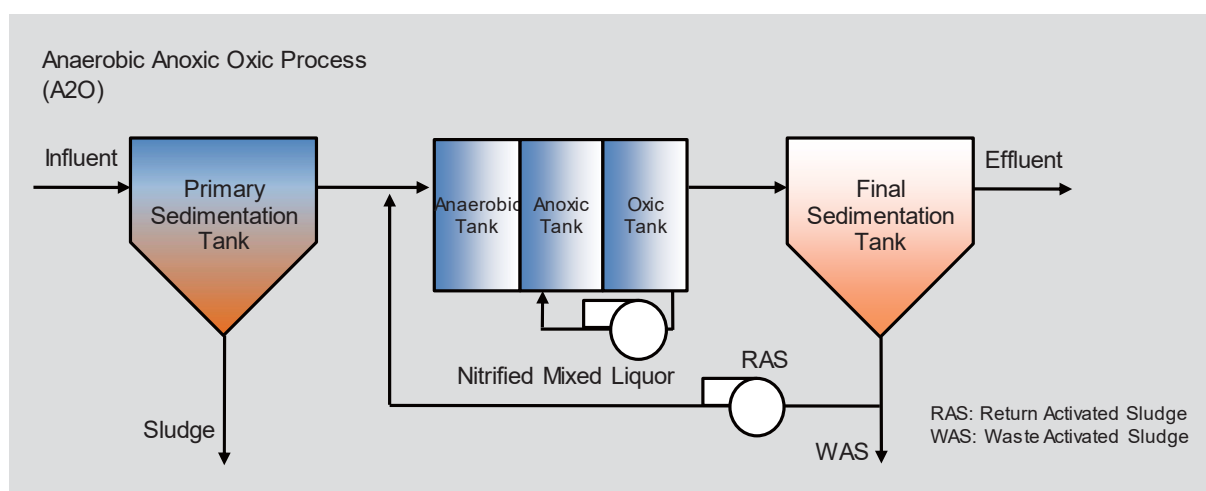 Anaerobic Anoxic Oxic Process
(A2O)
Influent
Primary
Sedimentation
Tank
Anaerobic
Tank
Anoxic
Tank
Oxic
Tank
Final
Sedimentation
Tank
Effluent
Nitrified Mixed Liquor
RAS
Sludge
WAS
RAS: Return Activated Sludge
WAS: Waste Activated Sludge